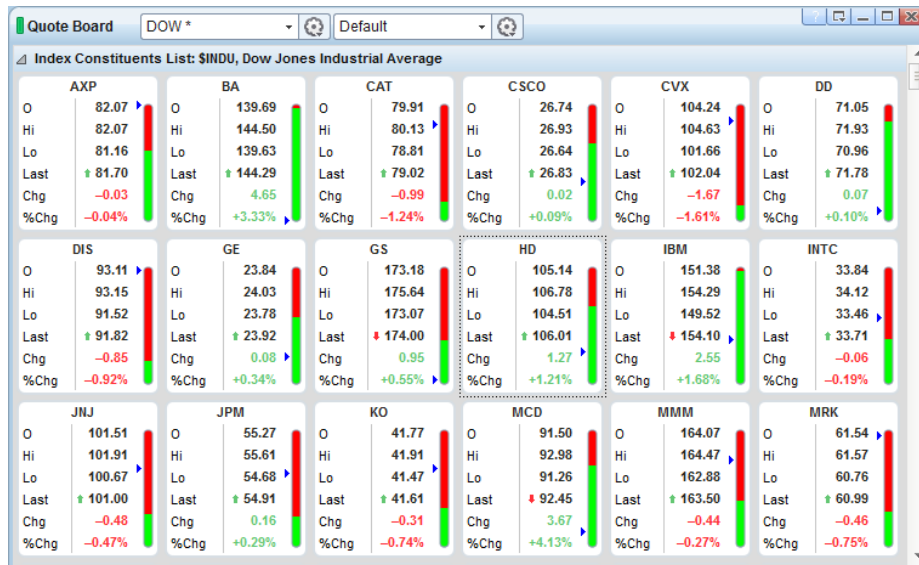 Quote Board DOW * Default
Index Constituents List: $INDU, Dow Jones Industrial Average
AXP BA CAT CSCO CVX DD
O 82.07 O 139.69 O 79.91 O 26.74 O 104.24 O 71.05
Hi 82.07 Hi 144.50 Hi 80.13 Hi 26.93 Hi 104.63 Hi 71.93
Lo 81.16 Lo 139.63 Lo 78.81 Lo 26.64 Lo 101.66 Lo 70.96
Last 81.70 Last 144.29 Last 79.02 Last 26.83 Last 102.04 Last 71.78
Chg –0.03 Chg 4.65 Chg –0.99 Chg 0.02 Chg –1.67 Chg 0.07
%Chg –0.04% %Chg +3.33% %Chg –1.24% %Chg +0.09% %Chg –1.61% %Chg +0.10%
DIS GE GS HD IBM INTC
O 93.11 O 23.84 O 173.18 O 105.14 O 151.38 O 33.84
Hi 93.15 Hi 24.03 Hi 175.64 Hi 106.78 Hi 154.29 Hi 34.12
Lo 91.52 Lo 23.78 Lo 173.07 Lo 104.51 Lo 149.52 Lo 33.46
Last 91.82 Last 23.92 Last 174.00 Last 106.01 Last 154.10 Last 33.71
Chg –0.85 Chg 0.08 Chg 0.95 Chg 1.27 Chg 2.55 Chg –0.06
%Chg –0.92% %Chg +0.34% %Chg +0.55% %Chg +1.21% %Chg +1.68% %Chg –0.19%
JNJ JPM KO MCD MMM MRK
O 101.51 O 55.27 O 41.77 O 91.50 O 164.07 O 61.54
Hi 101.91 Hi 55.61 Hi 41.91 Hi 92.98 Hi 164.47 Hi 61.57
Lo 100.67 Lo 54.68 Lo 41.47 Lo 91.26 Lo 162.88 Lo 60.76
Last 101.00 Last 54.91 Last 41.61 Last 92.45 Last 163.50 Last 60.99
Chg –0.48 Chg 0.16 Chg –0.31 Chg 3.67 Chg –0.44 Chg –0.46
%Chg –0.47% %Chg +0.29% %Chg –0.74% %Chg +4.13% %Chg –0.27% %Chg –0.75%